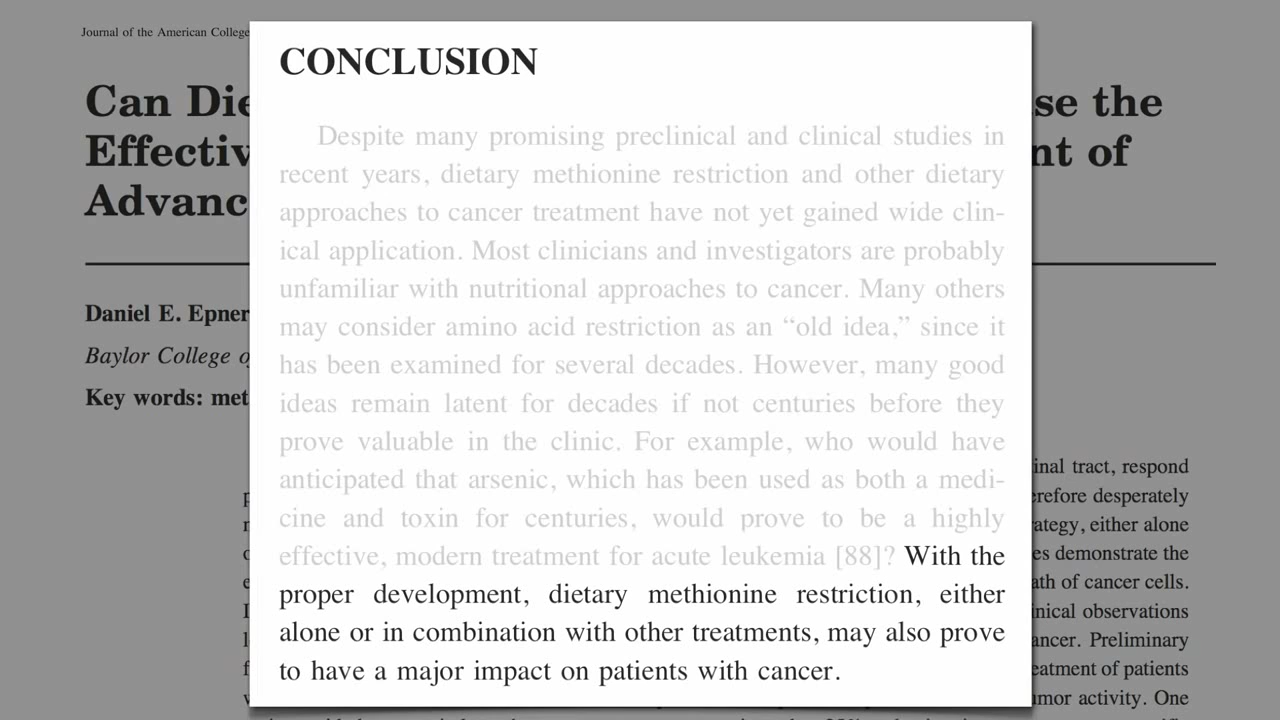 Journal of the American College
CONCLUSION
Can Die
se the
Effectiv
nt of
Advanc
Daniel E. Epner
Baylor College o
Key words: met
Despite many promising preclinical and clinical studies in
recent years, dietary methionine restriction and other dietary
approaches to cancer treatment have not yet gained wide clin-
ical application. Most clinicians and investigators are probably
unfamiliar with nutritional approaches to cancer. Many others
may consider amino acid restriction as an “old idea,” since it
has been examined for several decades. However, many good
ideas remain latent for decades if not centuries before they
prove valuable in the clinic. For example, who would have
anticipated that arsenic, which has been used as both a medi-
cine and toxin for centuries, would prove to be a highly
effective, modern treatment for acute leukemia [88]? With the
proper development, dietary methionine restriction, either
alone or in combination with other treatments, may also prove
to have a major impact on patients with cancer.
inal tract, respond
erefore desperately
ategy, either alone
es demonstrate the
ath of cancer cells.
inical observations
ancer. Preliminary
eatment of patients
umor activity. One